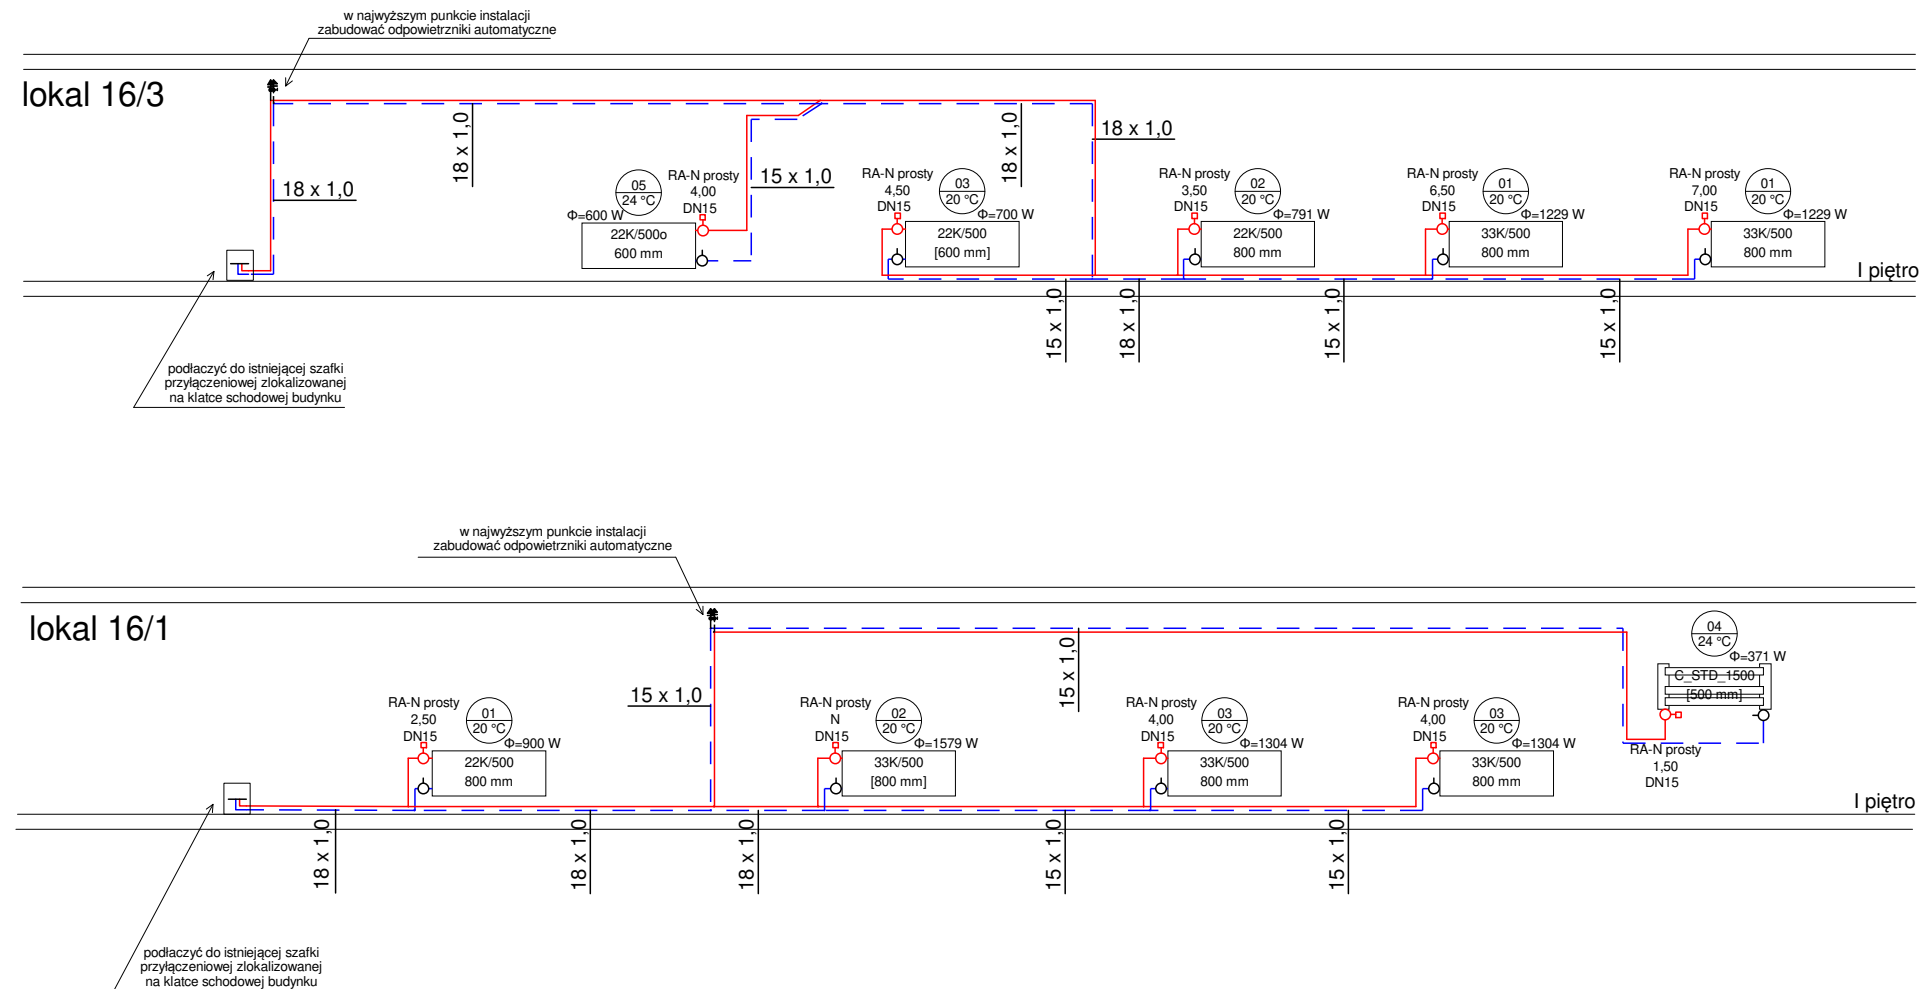 w najwyższym punkcie instalacji
zabudować odpowietrzniki automatyczne
lokal 16/3
18 x 1,0
18 x 1,0
18 x 1,0
18 x 1,0
15 x 1,0
Φ=600 W
05
24 °C
RA-N prosty
4,00
DN15
22K/500o
600 mm
RA-N prosty
4,50
DN15
03
20 °C
Φ=700 W
22K/500
[600 mm]
RA-N prosty
3,50
DN15
02
20 °C
Φ=791 W
22K/500
800 mm
RA-N prosty
6,50
DN15
01
20 °C
Φ=1229 W
33K/500
800 mm
RA-N prosty
7,00
DN15
01
20 °C
Φ=1229 W
33K/500
800 mm
I piętro
15 x 1,0
18 x 1,0
15 x 1,0
15 x 1,0
podłaczyć do istniejącej szafki
przyłączeniowej zlokalizowanej
na klatce schodowej budynku
w najwyższym punkcie instalacji
zabudować odpowietrzniki automatyczne
lokal 16/1
15 x 1,0
15 x 1,0
RA-N prosty
2,50
DN15
01
20 °C
Φ=900 W
22K/500
800 mm
RA-N prosty
N
DN15
02
20 °C
Φ=1579 W
33K/500
[800 mm]
RA-N prosty
4,00
DN15
03
20 °C
Φ=1304 W
33K/500
800 mm
RA-N prosty
4,00
DN15
03
20 °C
Φ=1304 W
33K/500
800 mm
04
24 °C
Φ=371 W
C_STD_1500
[500 mm]
RA-N prosty
1,50
DN15
I piętro
18 x 1,0
18 x 1,0
18 x 1,0
15 x 1,0
15 x 1,0
podłaczyć do istniejącej szafki
przyłączeniowej zlokalizowanej
na klatce schodowej budynku